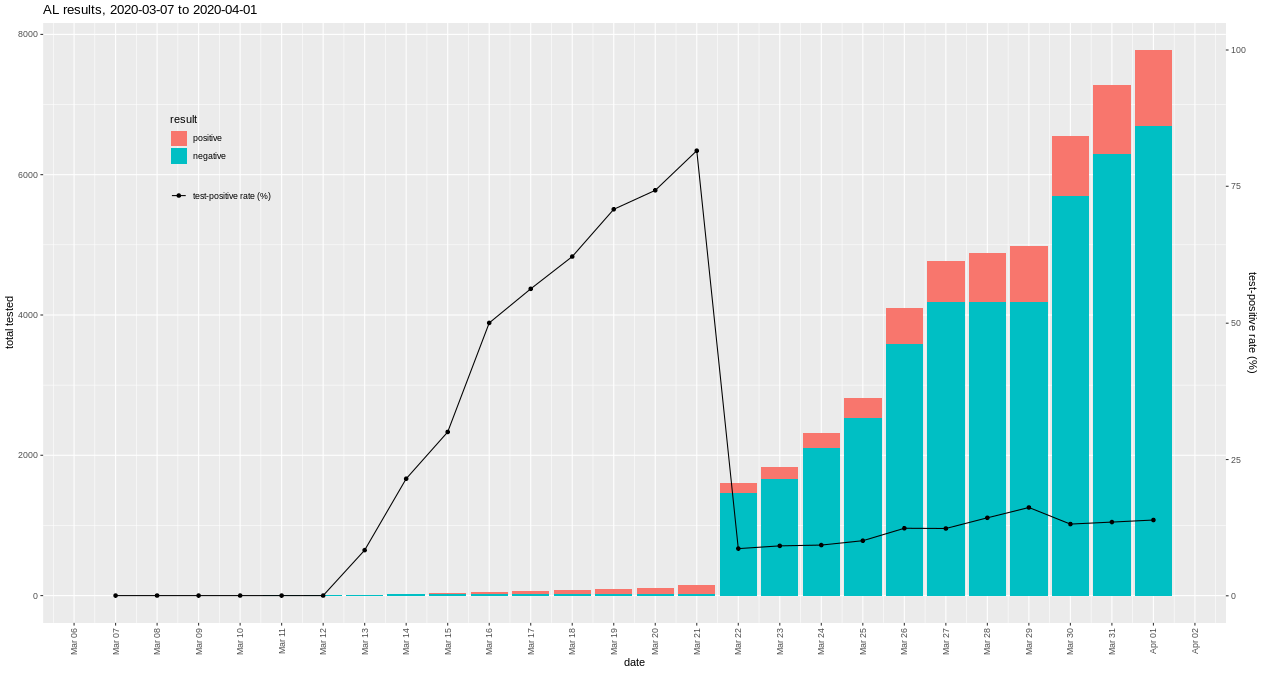 AL results, 2020-03-07 to 2020-04-01
total tested
8000
6000
4000
2000
0
result
positive
negative
test-positive rate (%)
100
75
50
25
0
test-positive rate (%)
Mar 06
Mar 07
Mar 08
Mar 09
Mar 10
Mar 11
Mar 12
Mar 13
Mar 14
Mar 15
Mar 16
Mar 17
Mar 18
Mar 19
Mar 20
Mar 21
Mar 22
Mar 23
Mar 24
Mar 25
Mar 26
Mar 27
Mar 28
Mar 29
Mar 30
Mar 31
Apr 01
Apr 02
date